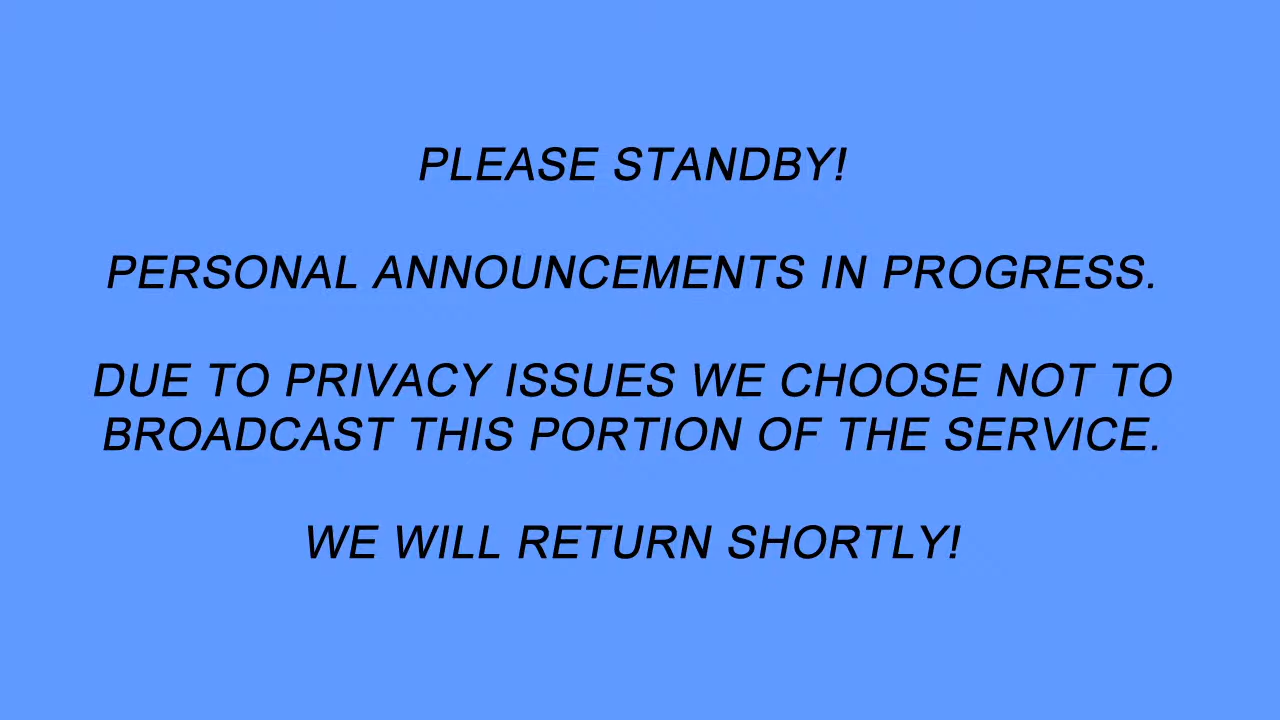 PLEASE STANDBY!
PERSONAL ANNOUNCEMENTS IN PROGRESS.
DUE TO PRIVACY ISSUES WE CHOOSE NOT TO
BROADCAST THIS PORTION OF THE SERVICE.
WE WILL RETURN SHORTLY!